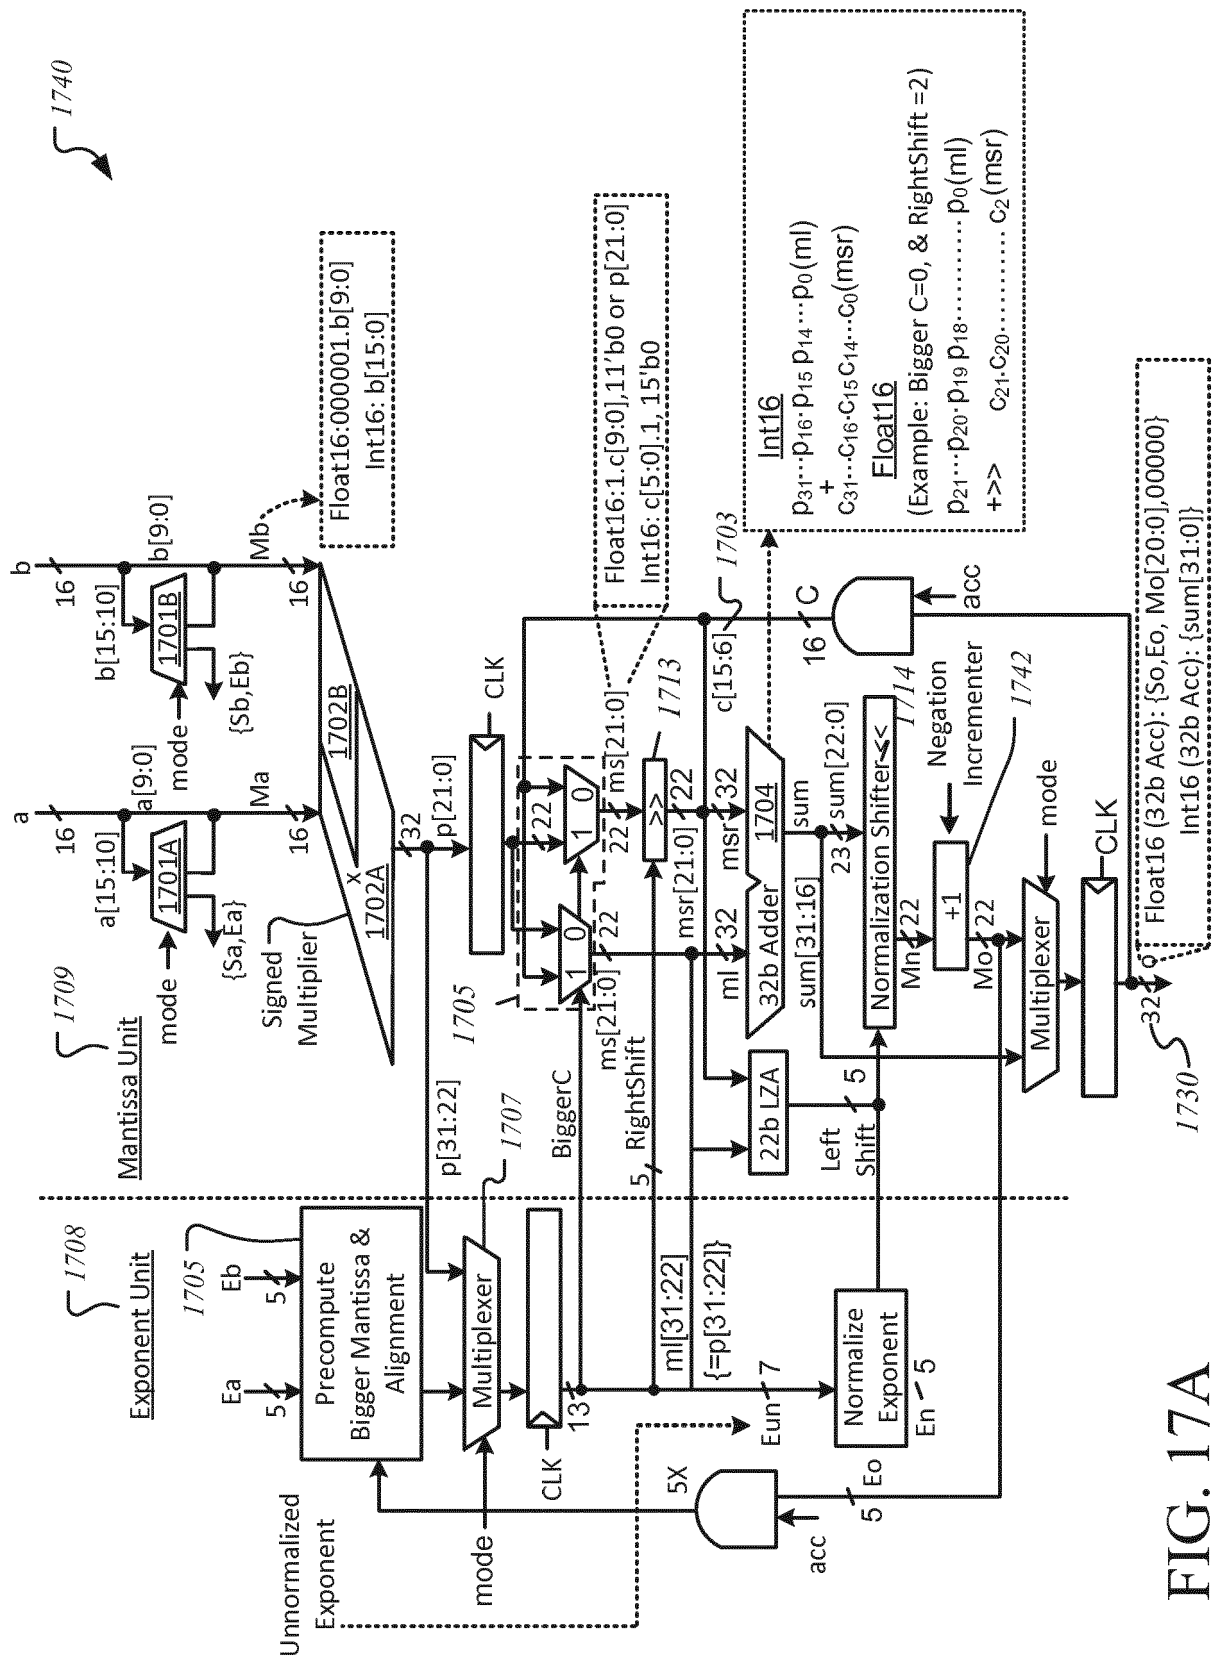 1740
1709
Mantissa Unit
1708
Exponent Unit
a
16
a[15:10]
a[9:0]
mode
1701A
{Sa,Ea}
Ma
16
b
16
b[15:10]
b[9:0]
mode
1701B
{Sb,Eb}
Mb
16
Float16:000001.b[9:0]
Int16: b[15:0]
Signed
Multiplier
1702B
x
1702A
32
p[21:0]
p[31:22]
CLK
1705
1 0
22
1 0
22
22
ms[21:0]
ms[21:0]
Float16:1.c[9:0],11'b0 or p[21:0]
Int16: c[5:0].1, 15'b0
>>
1713
22
msr[21:0]
c[15:6]
1703
16
C
acc
ml
32
msr
32
32b Adder
1704
sum
sum[31:16]
23
sum[22:0]
Int16
p31...p16.p15 p14...p0(ml)
+
c31...c16.c15 c14...c0(msr)
Float16
(Example: Bigger C=0, & RightShift =2)
p21...p20.p19 p18..........p0(ml)
+>>
c21.c20...........c2(msr)
22b LZA
Left
Shift
5
Normalization Shifter<<
1714
Mn
22
+1
Negation
Incrementer
1742
Mo
22
Multiplexer
mode
CLK
32
O
1730
Float16 (32b Acc): {So,Eo, Mo[20:0],00000}
Int16 (32b Acc): {sum[31:0]}
Ea
5
Eb
5
1705
Precompute
Bigger Mantissa &
Alignment
Multiplexer
1707
mode
CLK
13
BiggerC
5
RightShift
ml[31:22]
{=p[31:22]}
Unnormalized
Exponent
Eun
7
Normalize
Exponent
En
5
5X
acc
5
Eo
FIG. 17A